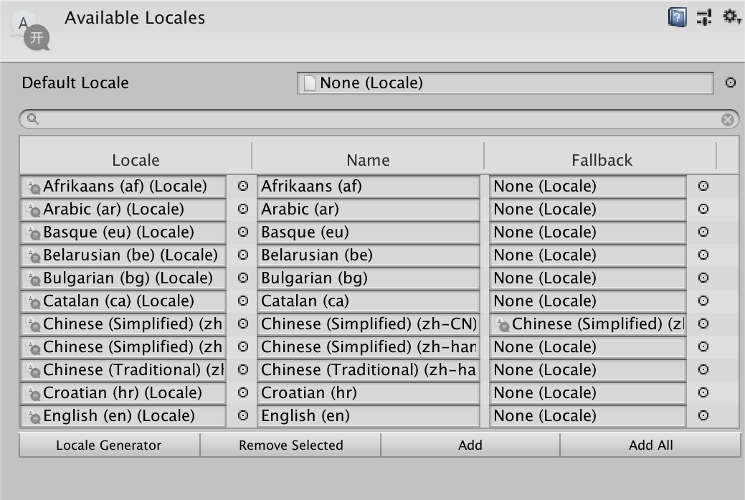 A
开
Available Locales
Default Locale None (Locale)
Locale Name Fallback
Afrikaans (af) (Locale) Afrikaans (af) None (Locale)
Arabic (ar) (Locale) Arabic (ar) None (Locale)
Basque (eu) (Locale) Basque (eu) None (Locale)
Belarusian (be) (Locale) Belarusian (be) None (Locale)
Bulgarian (bg) (Locale) Bulgarian (bg) None (Locale)
Catalan (ca) (Locale) Catalan (ca) None (Locale)
Chinese (Simplified) (zh Chinese (Simplified) (zh-CN) Chinese (Simplified) (z
Chinese (Simplified) (zh Chinese (Simplified) (zh-han None (Locale)
Chinese (Traditional) (zh Chinese (Traditional) (zh-ha None (Locale)
Croatian (hr) (Locale) Croatian (hr) None (Locale)
English (en) (Locale) English (en) None (Locale)
Locale Generator Remove Selected Add Add All